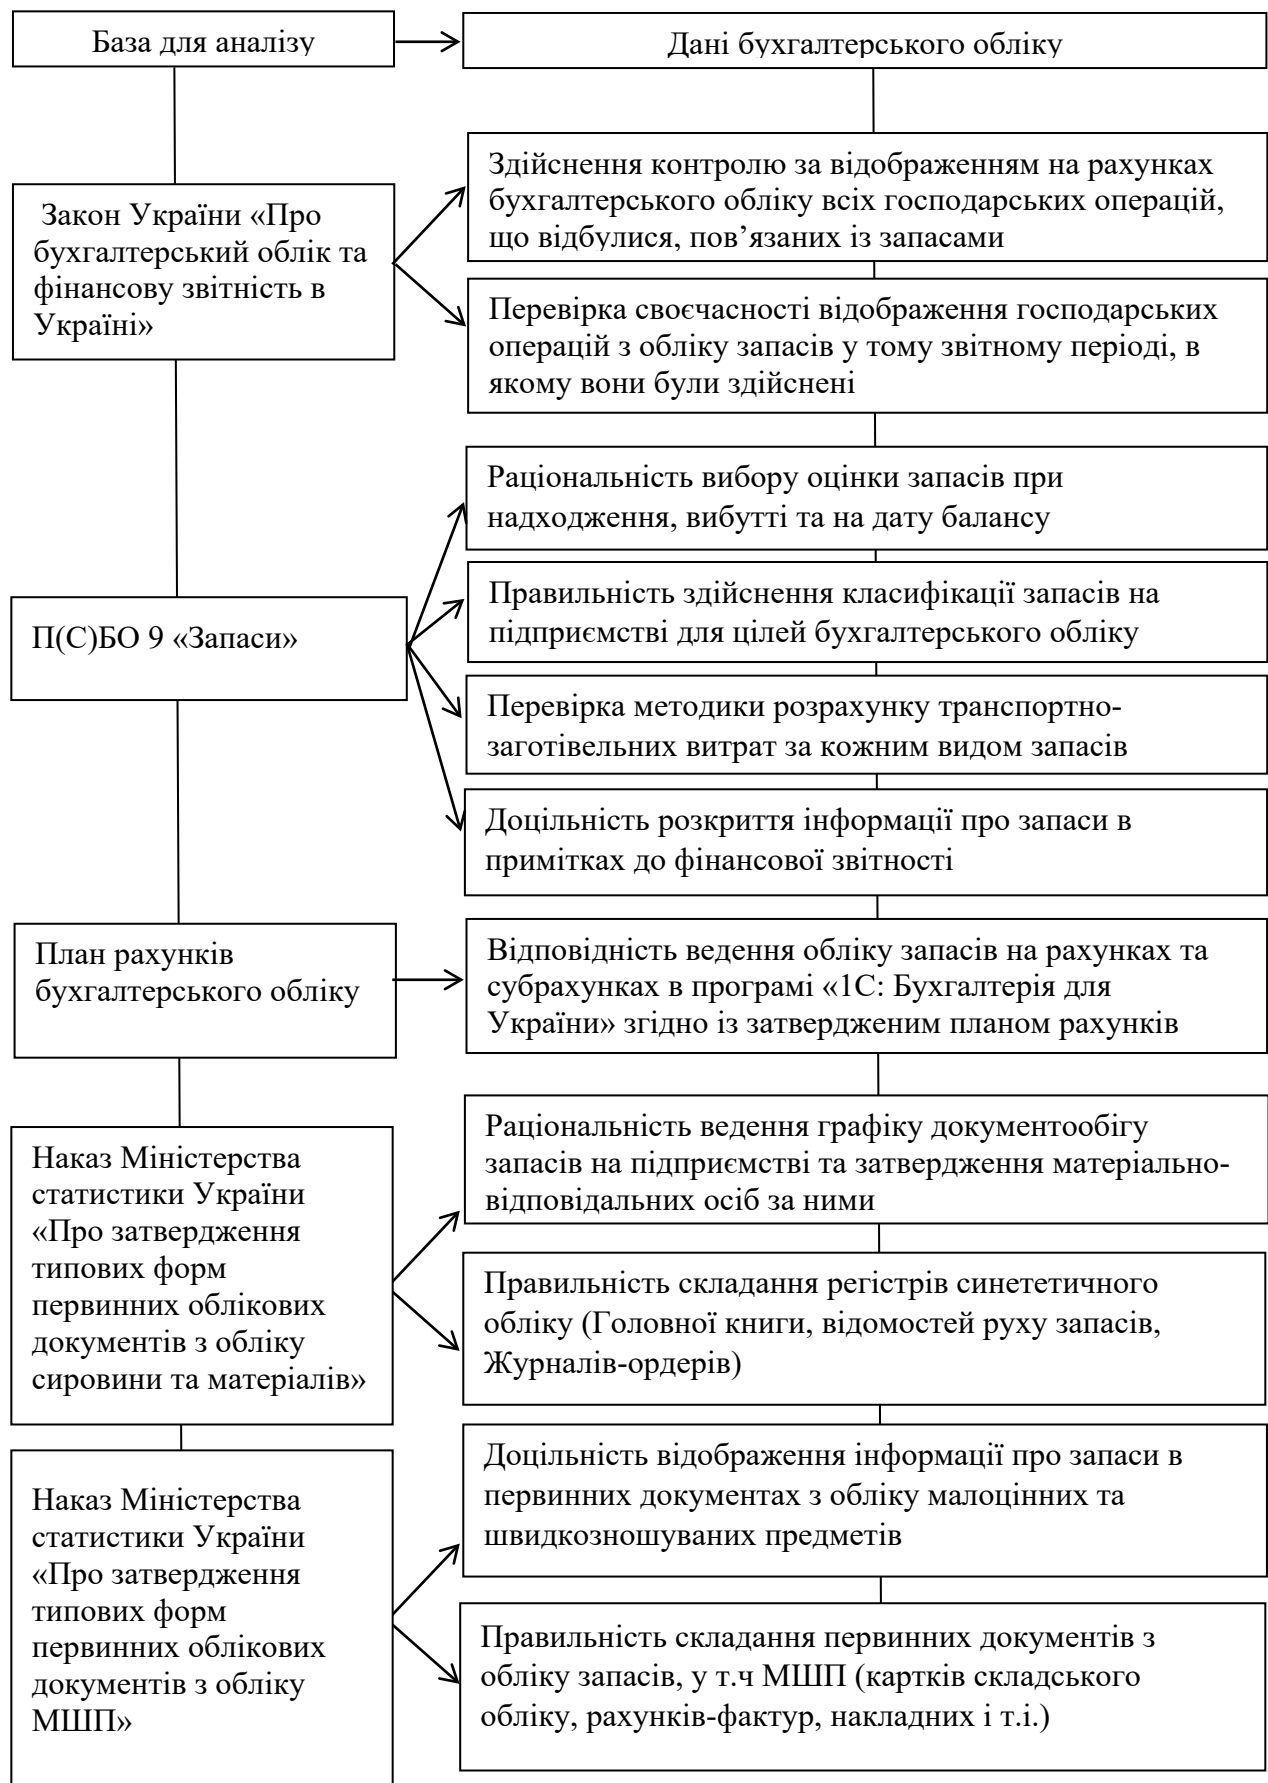 База для аналізу
Дані бухгалтерського обліку
Закон України «Про
бухгалтерський облік та
фінансову звітність в
Україні»
Здійснення контролю за відображенням на рахунках
бухгалтерського обліку всіх господарських операцій,
що відбулися, пов’язаних із запасами
Перевірка своєчасності відображення господарських
операцій з обліку запасів у тому звітному періоді, в
якому вони були здійснені
П(С)БО 9 «Запаси»
Раціональність вибору оцінки запасів при
надходження, вибутті та на дату балансу
Правильність здійснення класифікації запасів на
підприємстві для цілей бухгалтерського обліку
Перевірка методики розрахунку транспортно-
заготівельних витрат за кожним видом запасів
Доцільність розкриття інформації про запаси в
примітках до фінансової звітності
План рахунків
бухгалтерського обліку
Відповідність ведення обліку запасів на рахунках та
субрахунках в програмі «1С: Бухгалтерія для
України» згідно із затвердженим планом рахунків
Наказ Міністерства
статистики України
«Про затвердження
типових форм
первинних облікових
документів з обліку
сировини та матеріалів»
Раціональність ведення графіку документообігу
запасів на підприємстві та затвердження матеріально-
відповідальних осіб за ними
Правильність складання регістрів синететичного
обліку (Головної книги, відомостей руху запасів,
Журналів-ордерів)
Наказ Міністерства
статистики України
«Про затвердження
типових форм
первинних облікових
документів з обліку
МШП»
Доцільність відображення інформації про запаси в
первинних документах з обліку малоцінних та
швидкозношуваних предметів
Правильність складання первинних документів з
обліку запасів, у т.ч МШП (картків складського
обліку, рахунків-фактур, накладних і т.і.)